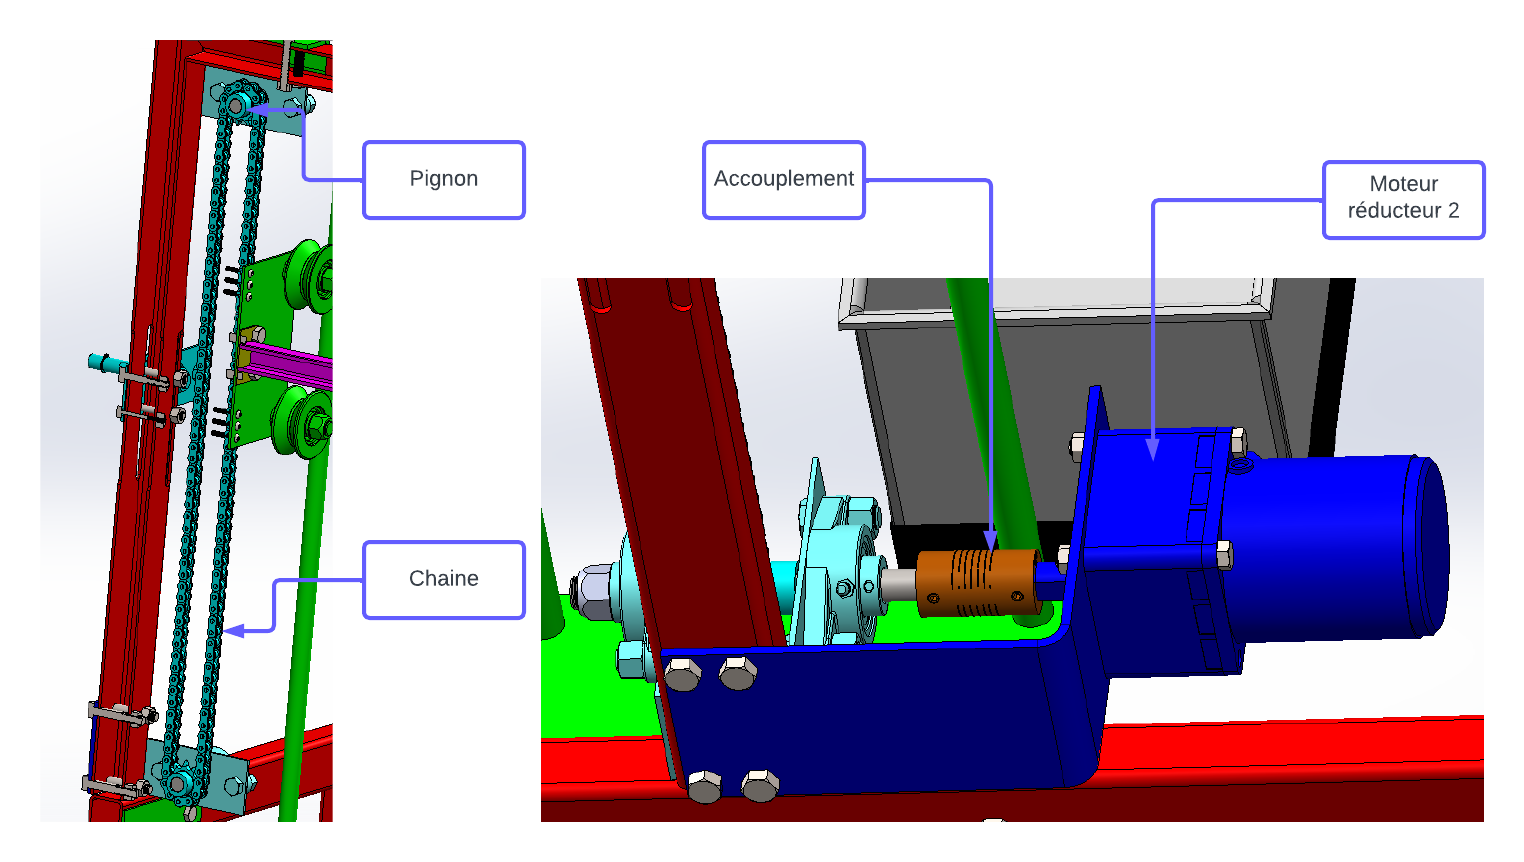 Pignon
Accouplement
Moteur
réducteur 2
Chaine